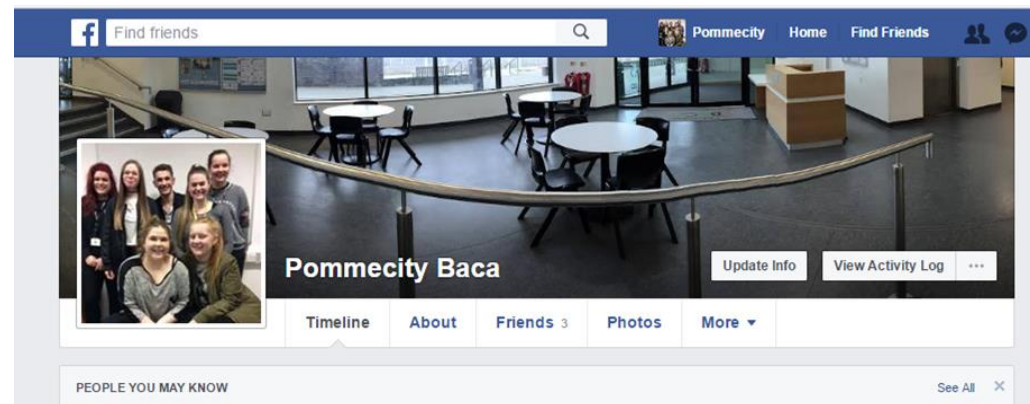 f Find friends Pommecity Home Find Friends
Pommecity Baca
Update Info View Activity Log ...
Timeline About Friends 3 Photos More
PEOPLE YOU MAY KNOW See All